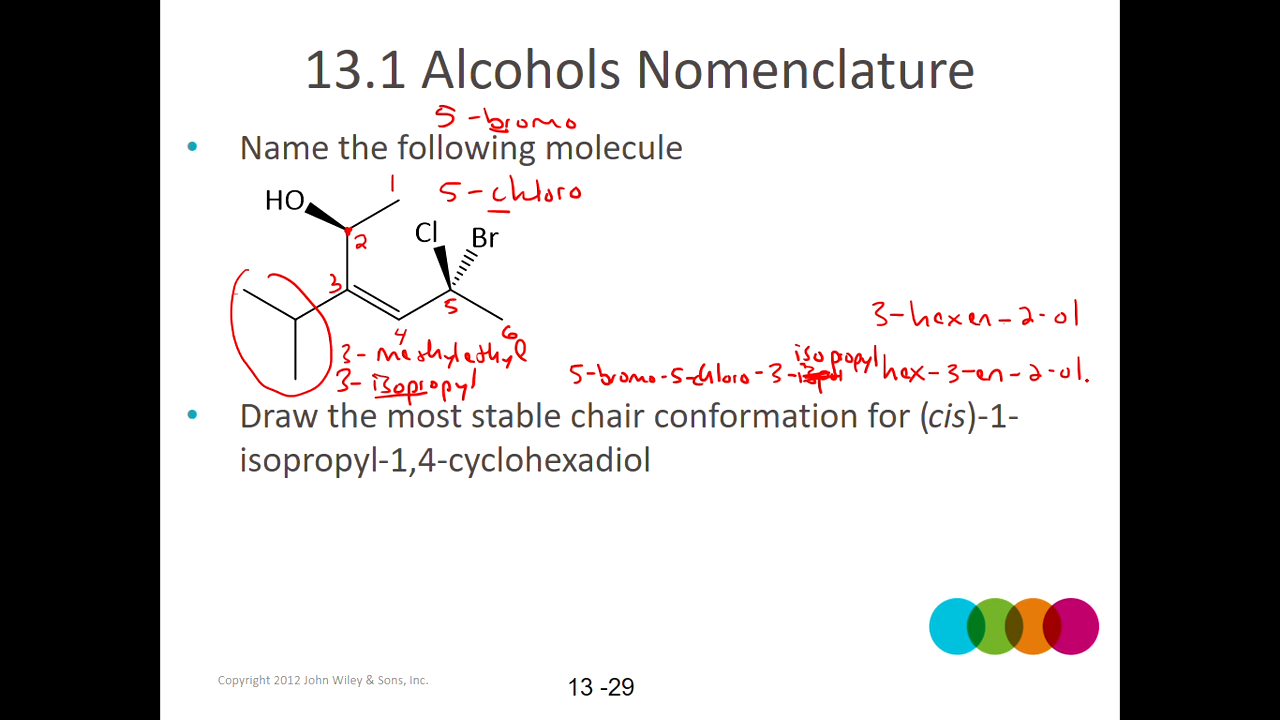 13.1 Alcohols Nomenclature
5-bromo
• Name the following molecule
1
5-chloro
HO
Cl
Br
2
3
5
4
6
3-hexen-2-ol
3-methylethyl
isopropyl
5-bromo-5-chloro-3-hex-3-en-2-ol.
3-isopropyl
• Draw the most stable chair conformation for (cis)-1-
isopropyl-1,4-cyclohexadiol
Copyright 2012 John Wiley & Sons, Inc.
13 -29